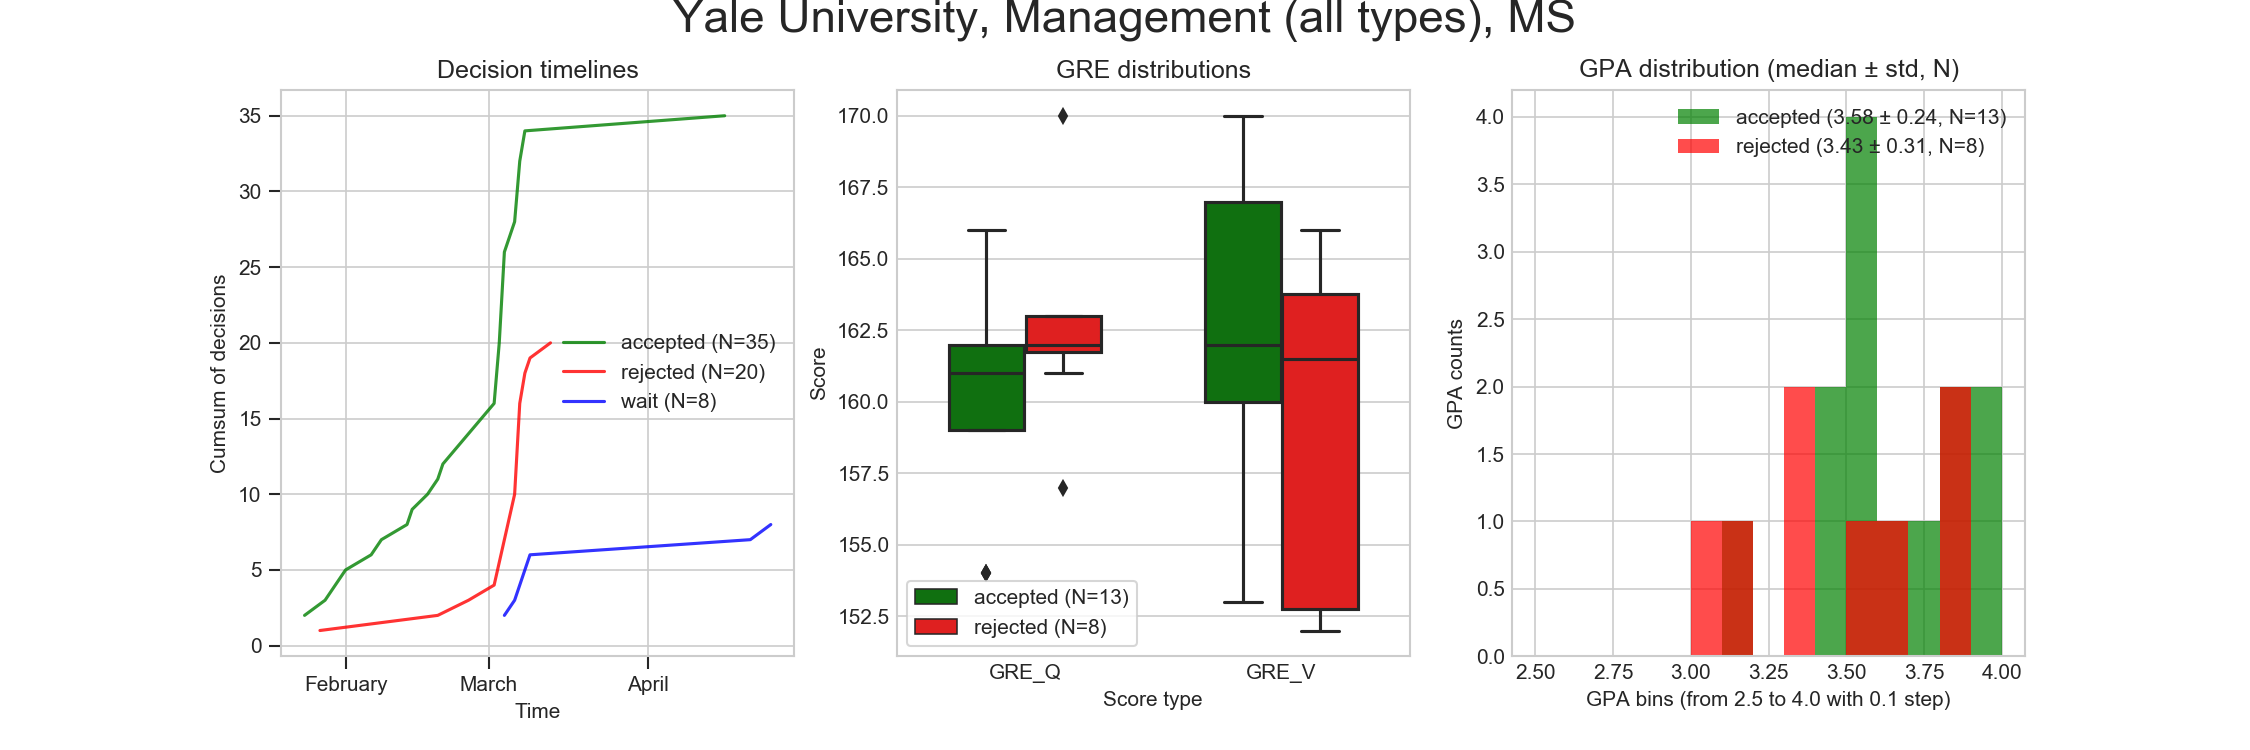 Yale University, Management (all types), MS
Decision timelines
35
30
25
20
15
10
5
0
Cumsum of decisions
accepted (N=35)
rejected (N=20)
wait (N=8)
February
March
April
Time
GRE distributions
170.0
167.5
165.0
162.5
160.0
157.5
155.0
152.5
Score
accepted (N=13)
rejected (N=8)
GRE_Q
GRE_V
Score type
GPA distribution (median ± std, N)
accepted (3.58 ± 0.24, N=13)
rejected (3.43 ± 0.31, N=8)
4.0
3.5
3.0
2.5
2.0
1.5
1.0
0.5
0.0
GPA counts
2.50
2.75
3.00
3.25
3.50
3.75
4.00
GPA bins (from 2.5 to 4.0 with 0.1 step)